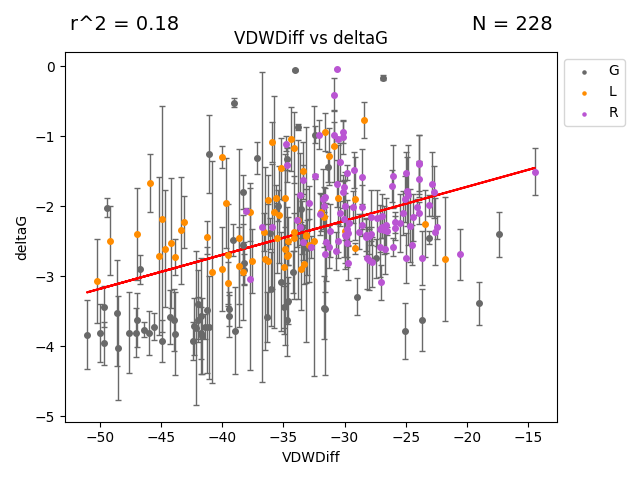 r^2 = 0.18 N = 228
VDWDiff vs deltaG
G
L
R
0
−1
−2
−3
−4
−5
deltaG
−50 −45 −40 −35 −30 −25 −20 −15
VDWDiff